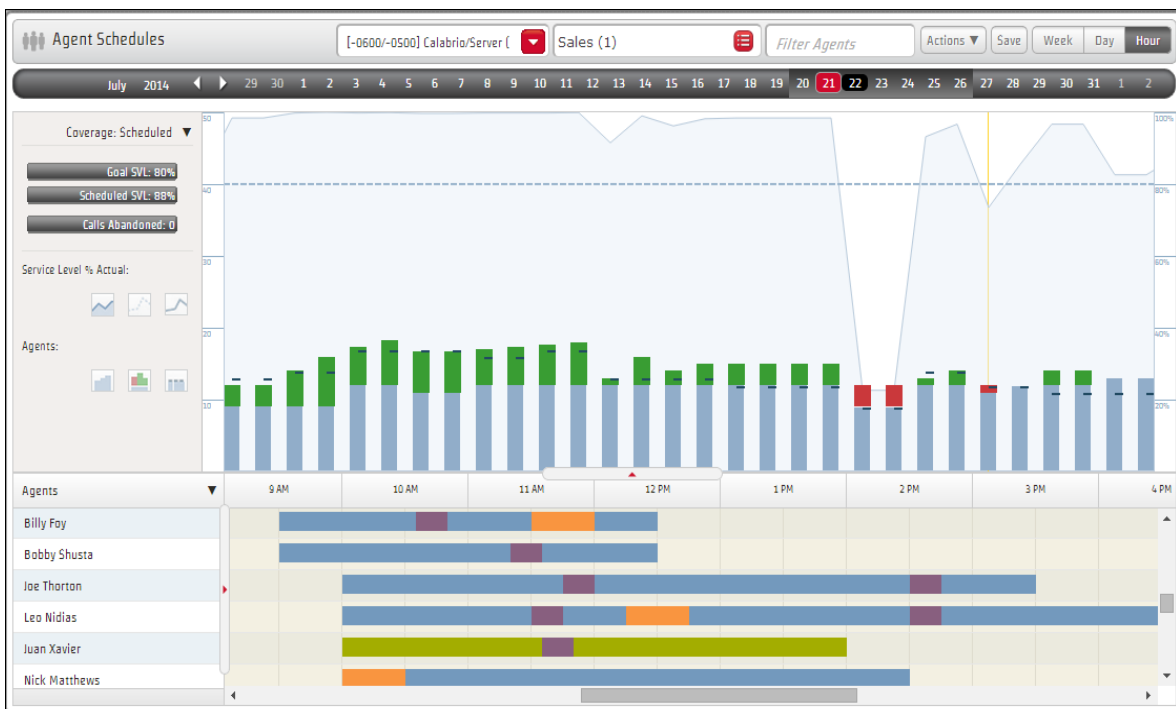 Agent Schedules
[-0600/-0500] Calabrio/Server (
Sales (1)
Filter Agents
Actions ▼
Save
Week
Day
Hour
July 2014 29 30 1 2 3 4 5 6 7 8 9 10 11 12 13 14 15 16 17 18 19 20 21 22 23 24 25 26 27 28 29 30 31 1 2
Coverage: Scheduled ▼
Goal SVL: 80%
Scheduled SVL: 88%
Calls Abandoned: 0
Service Level % Actual:
Agents:
50
40
30
20
10
100%
80%
60%
40%
20%
Agents ▼
9 AM 10 AM 11 AM 12 PM 1 PM 2 PM 3 PM 4 PM
Billy Foy
Bobby Shusta
Joe Thorton
Leo Nidias
Juan Xavier
Nick Matthews